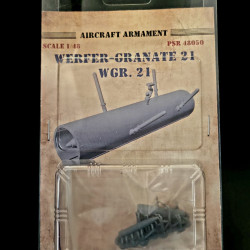 AIRCRAFT ARMAMENT
SCALE 1:48 PSR 48050
WERFER-GRANATE 21
WGR. 21